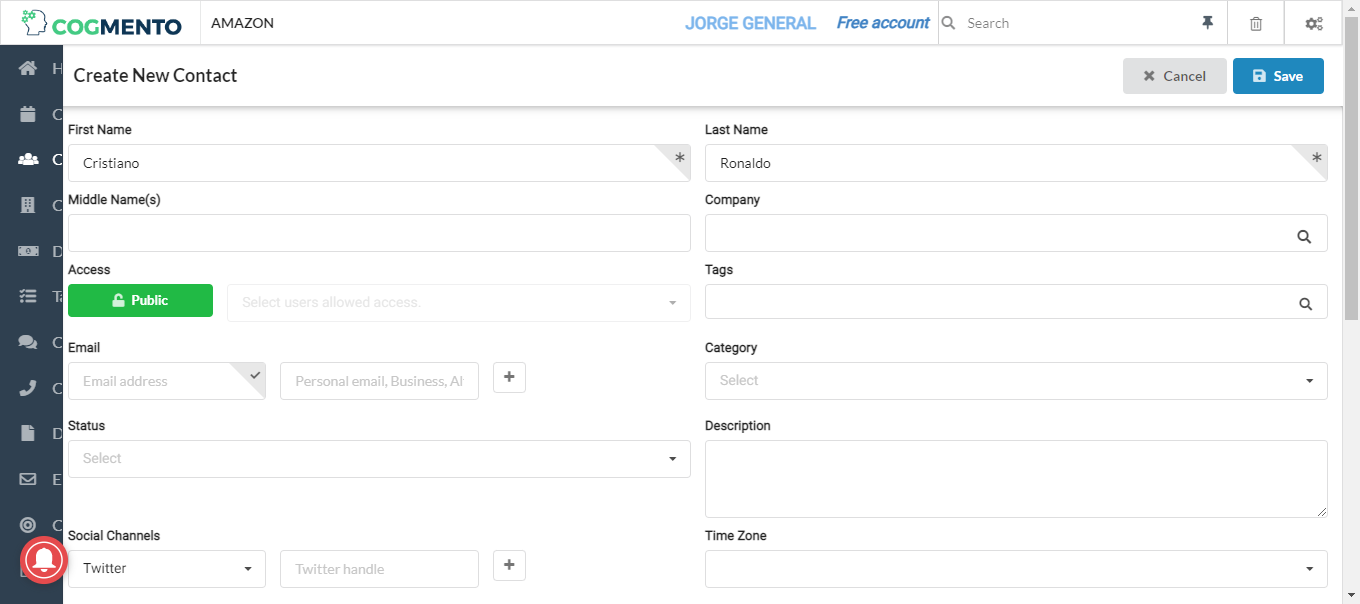 COGMENTO
AMAZON
JORGE GENERAL
Free account
Search
H
Create New Contact
Cancel
Save
C
First Name
Last Name
Cristiano
*
Ronaldo
*
C
Middle Name(s)
Company
C
Access
Tags
D
Public
Select users allowed access.
Ta
Email
Category
C
Email address
Personal email, Business, Al
+
Select
C
Status
Description
D
Select
E
C
Social Channels
Time Zone
Twitter
Twitter handle
+